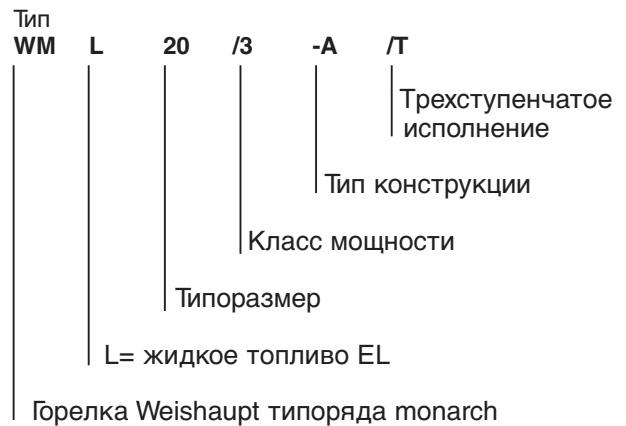 Тип
WM L 20 /3 -A /T
Трехступенчатое
исполнение
Тип конструкции
Класс мощности
Типоразмер
L= жидкое топливо EL
Горелка Weishaupt типоряда monarch